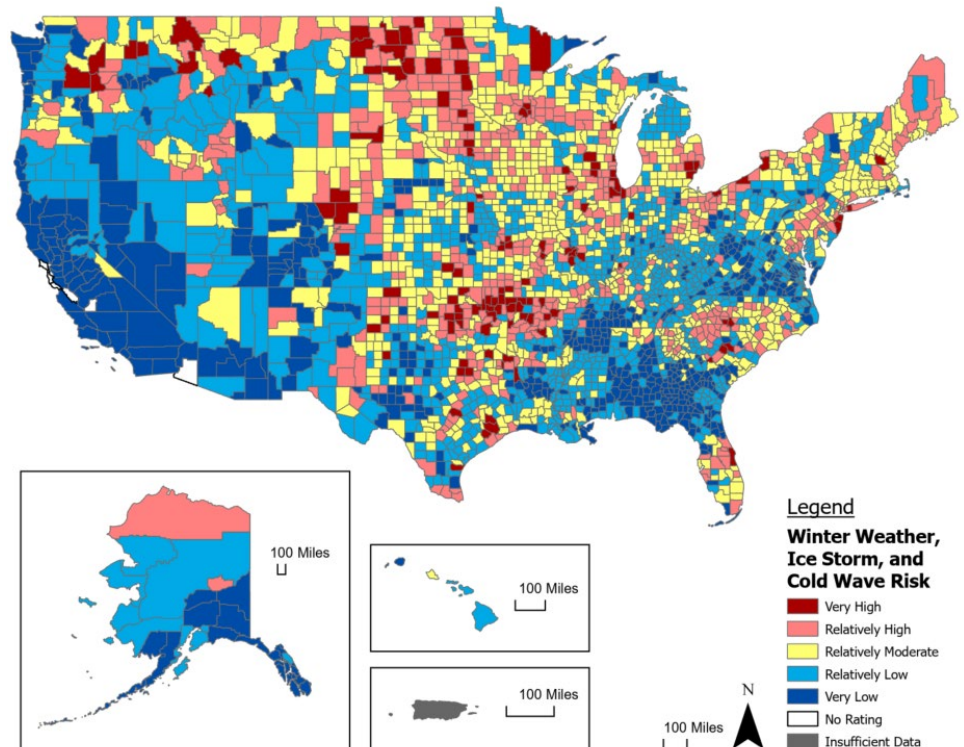 100 Miles
100 Miles
100 Miles
100 Miles
N
Legend
Winter Weather,
Ice Storm, and
Cold Wave Risk
Very High
Relatively High
Relatively Moderate
Relatively Low
Very Low
No Rating
Insufficient Data